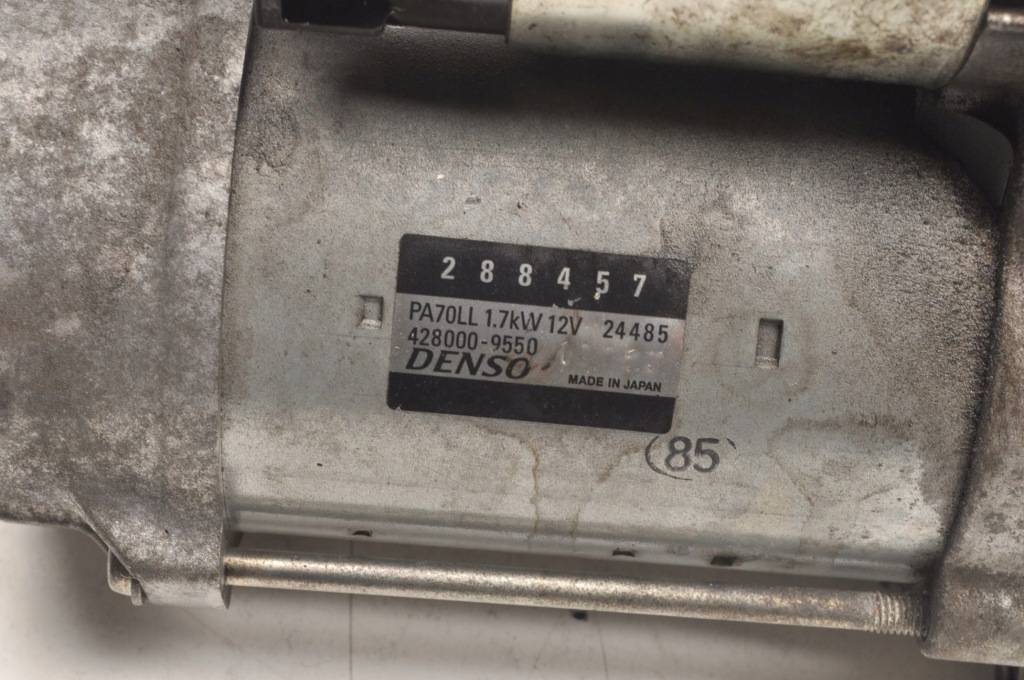 288457
PA70LL 1.7kW 12V 24485
428000-9550
DENSO
MADE IN JAPAN
(85)